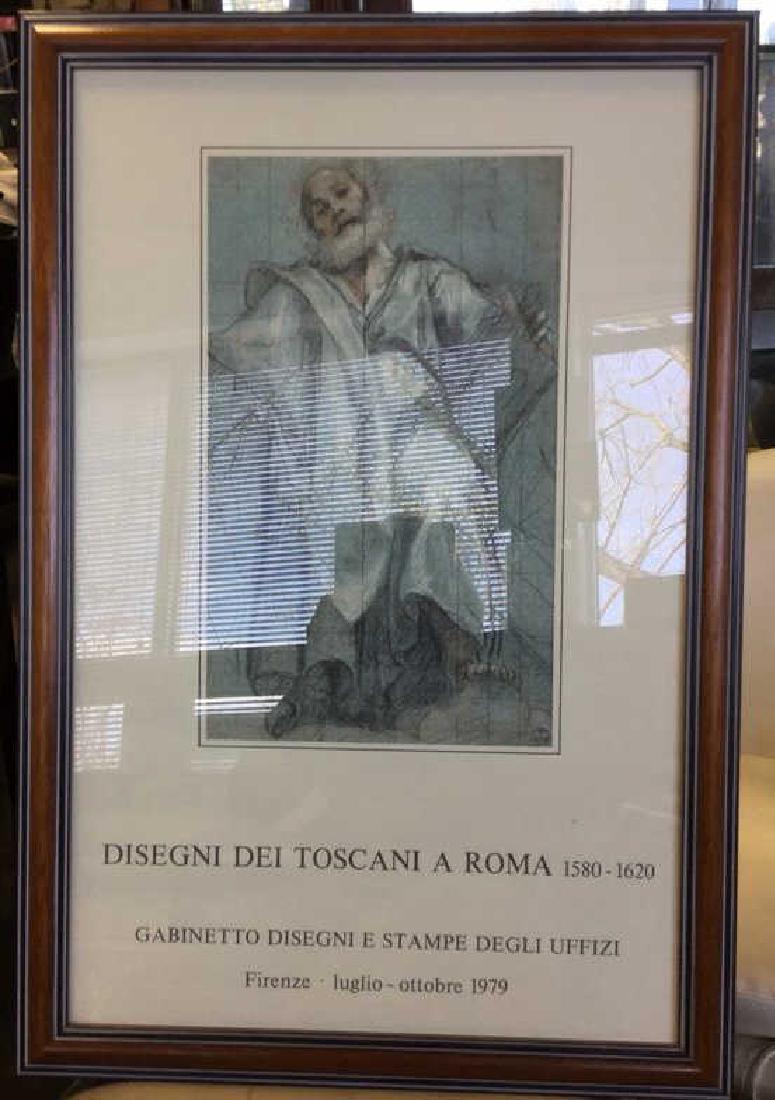 DISEGNI DEI TOSCANI A ROMA 1580-1620
GABINETTO DISEGNI E STAMPE DEGLI UFFIZI
Firenze · luglio-ottobre 1979